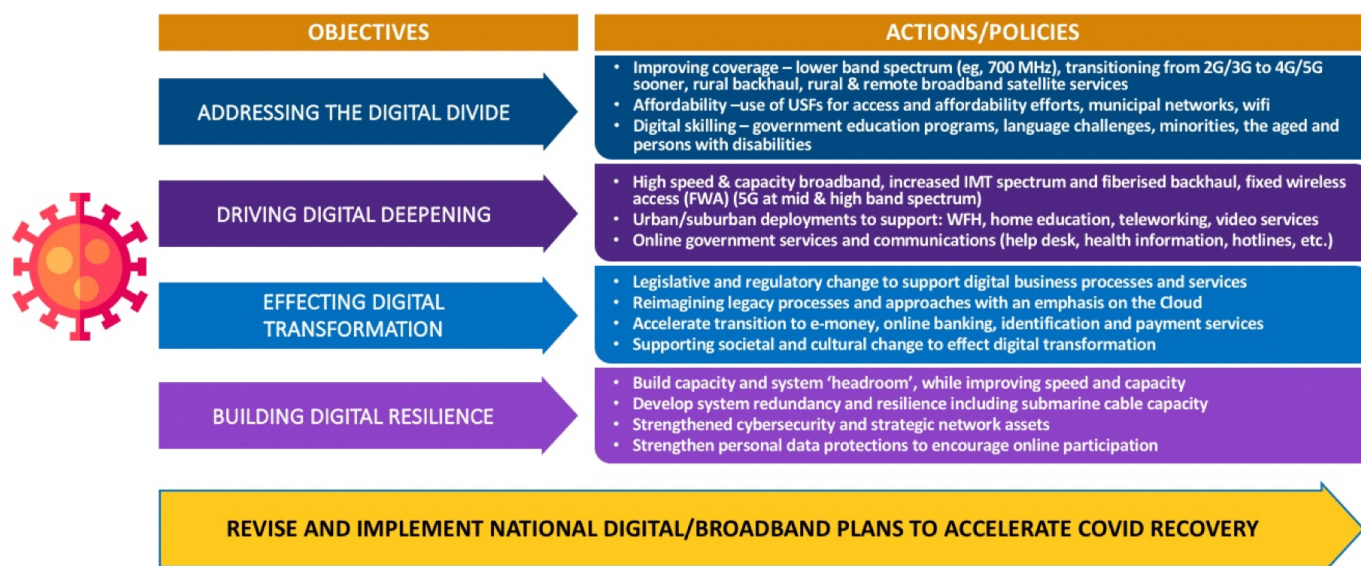 OBJECTIVES
ACTIONS/POLICIES
ADDRESSING THE DIGITAL DIVIDE
• Improving coverage – lower band spectrum (eg, 700 MHz), transitioning from 2G/3G to 4G/5G
sooner, rural backhaul, rural & remote broadband satellite services
• Affordability –use of USFs for access and affordability efforts, municipal networks, wifi
• Digital skilling – government education programs, language challenges, minorities, the aged and
persons with disabilities
DRIVING DIGITAL DEEPENING
• High speed & capacity broadband, increased IMT spectrum and fiberised backhaul, fixed wireless
access (FWA) (5G at mid & high band spectrum)
• Urban/suburban deployments to support: WFH, home education, teleworking, video services
• Online government services and communications (help desk, health information, hotlines, etc.)
EFFECTING DIGITAL
TRANSFORMATION
• Legislative and regulatory change to support digital business processes and services
• Reimagining legacy processes and approaches with an emphasis on the Cloud
• Accelerate transition to e-money, online banking, identification and payment services
• Supporting societal and cultural change to effect digital transformation
BUILDING DIGITAL RESILIENCE
• Build capacity and system ‘headroom’, while improving speed and capacity
• Develop system redundancy and resilience including submarine cable capacity
• Strengthened cybersecurity and strategic network assets
• Strengthen personal data protections to encourage online participation
REVISE AND IMPLEMENT NATIONAL DIGITAL/BROADBAND PLANS TO ACCELERATE COVID RECOVERY